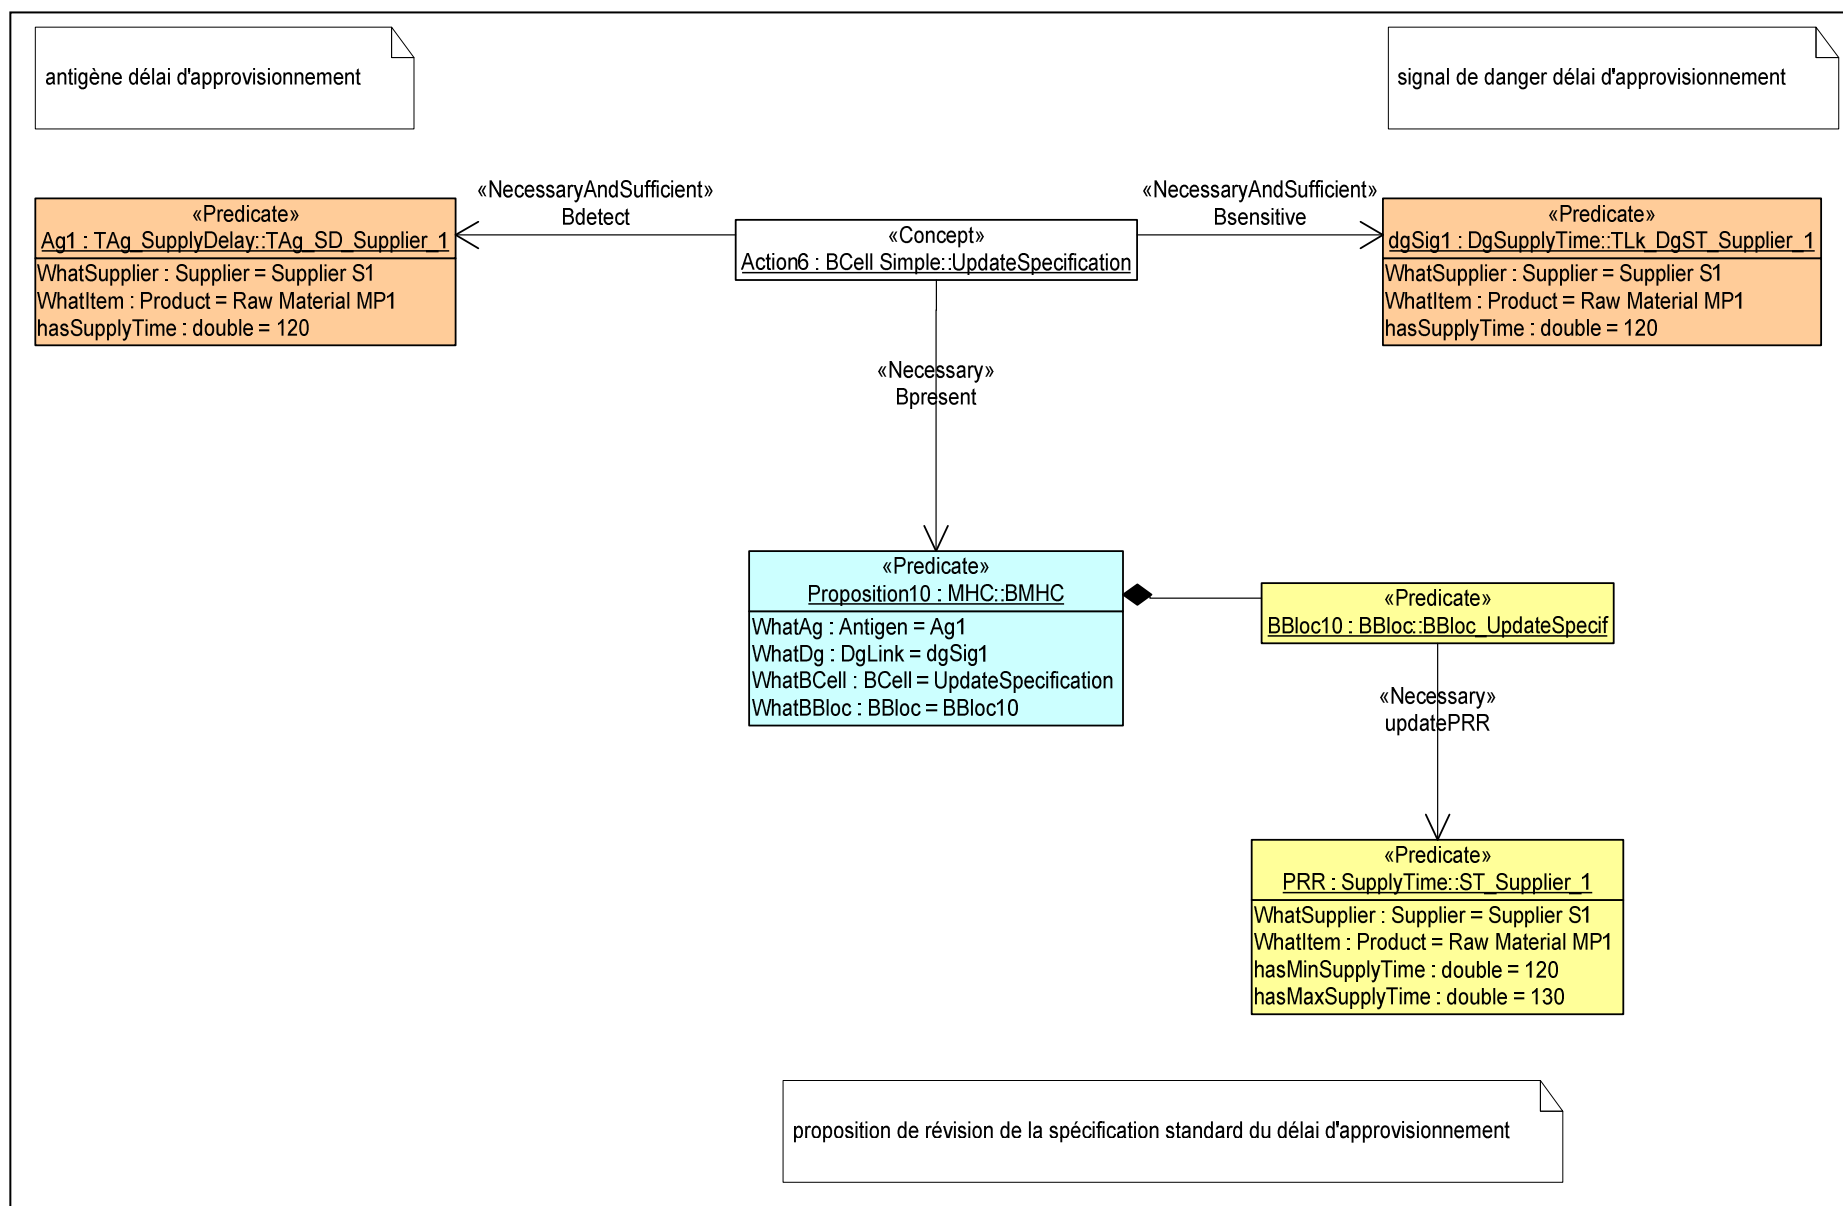 antigène délai d'approvisionnement
signal de danger délai d'approvisionnement
«NecessaryAndSufficient»
Bdetect
«NecessaryAndSufficient»
Bsensitive
«Predicate»
Ag1 : TAg_SupplyDelay::TAg_SD_Supplier_1
WhatSupplier : Supplier = Supplier S1
WhatItem : Product = Raw Material MP1
hasSupplyTime : double = 120
«Concept»
Action6 : BCell Simple::UpdateSpecification
«Predicate»
dgSig1 : DgSupplyTime::TLk_DgST_Supplier_1
WhatSupplier : Supplier = Supplier S1
WhatItem : Product = Raw Material MP1
hasSupplyTime : double = 120
«Necessary»
Bpresent
«Predicate»
Proposition10 : MHC::BMHC
WhatAg : Antigen = Ag1
WhatDg : DgLink = dgSig1
WhatBCell : BCell = UpdateSpecification
WhatBBloc : BBloc = BBloc10
«Predicate»
BBloc10 : BBloc::BBloc_UpdateSpecif
«Necessary»
updatePRR
«Predicate»
PRR : SupplyTime::ST_Supplier_1
WhatSupplier : Supplier = Supplier S1
WhatItem : Product = Raw Material MP1
hasMinSupplyTime : double = 120
hasMaxSupplyTime : double = 130
proposition de révision de la spécification standard du délai d'approvisionnement